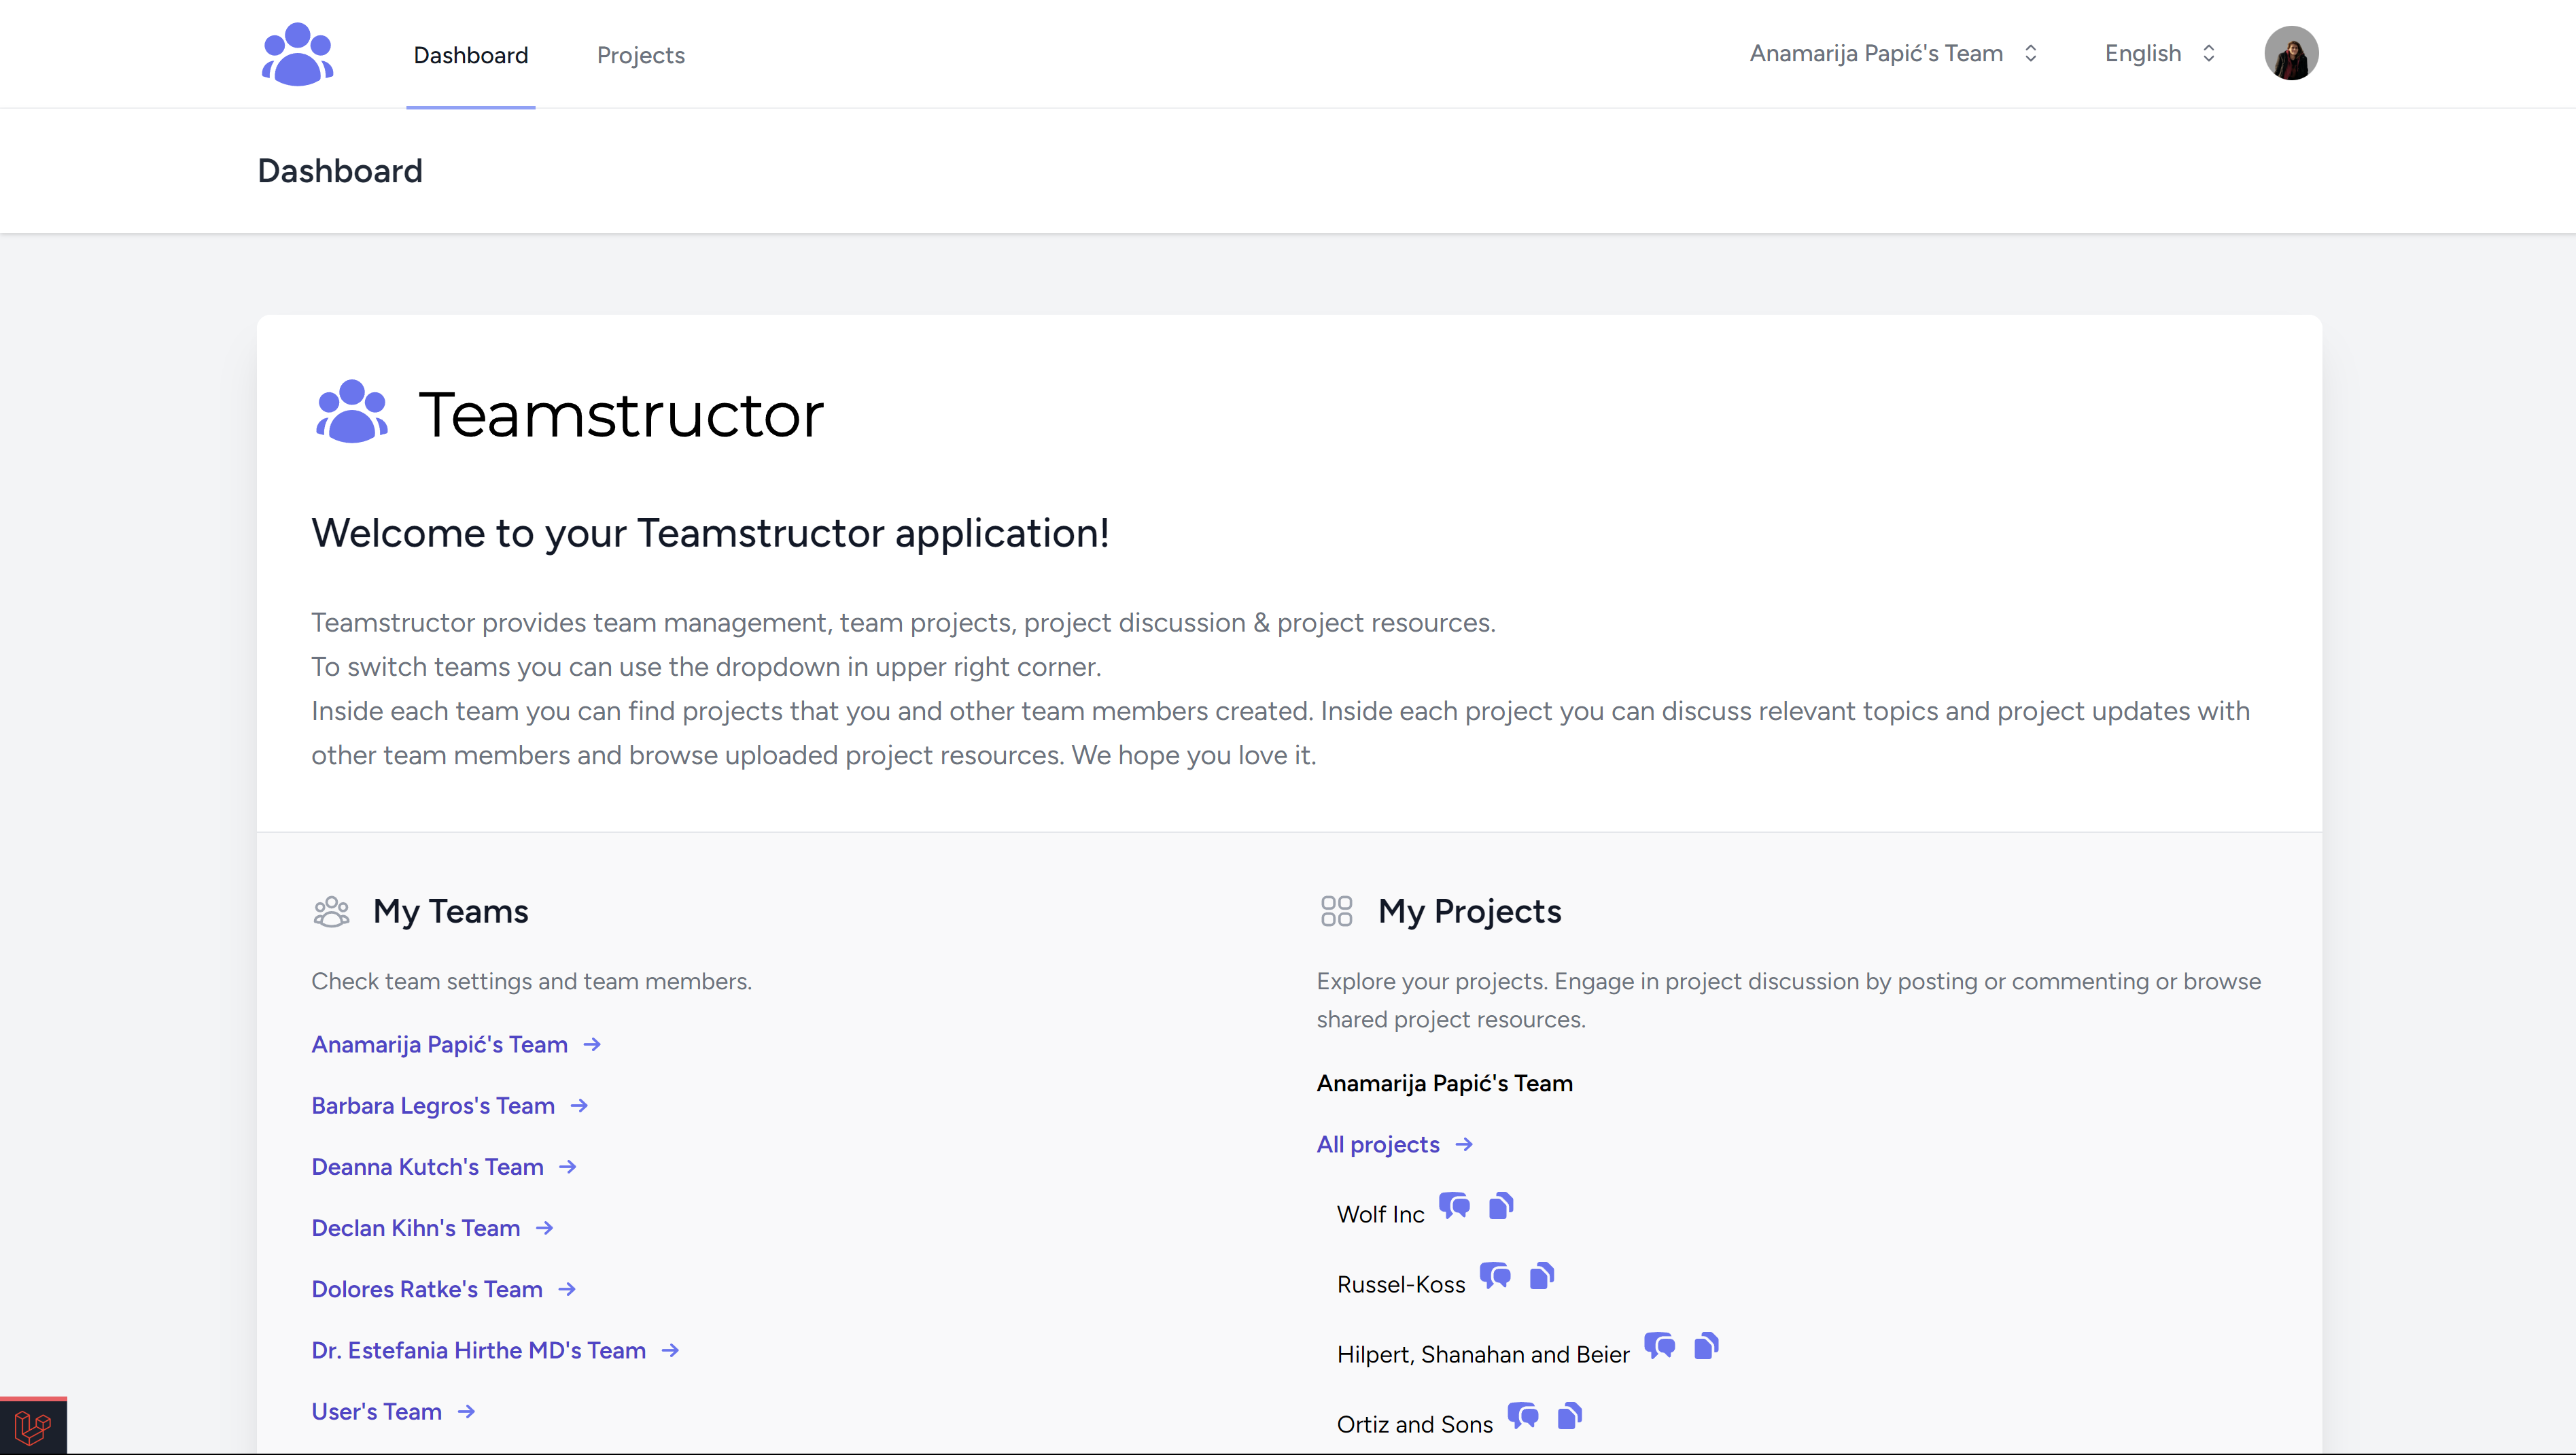 Dashboard
Projects
Anamarija Papić's Team
English
Dashboard
Teamstructor
Welcome to your Teamstructor application!
Teamstructor provides team management, team projects, project discussion & project resources.
To switch teams you can use the dropdown in upper right corner.
Inside each team you can find projects that you and other team members created. Inside each project you can discuss relevant topics and project updates with
other team members and browse uploaded project resources. We hope you love it.
My Teams
Check team settings and team members.
Anamarija Papić's Team
Barbara Legros's Team
Deanna Kutch's Team
Declan Kihn's Team
Dolores Ratke's Team
Dr. Estefania Hirthe MD's Team
User's Team
My Projects
Explore your projects. Engage in project discussion by posting or commenting or browse
shared project resources.
Anamarija Papić's Team
All projects
Wolf Inc
Russel-Koss
Hilpert, Shanahan and Beier
Ortiz and Sons